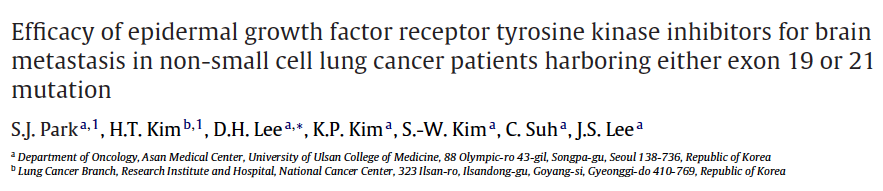 Efficacy of epidermal growth factor receptor tyrosine kinase inhibitors for brain
metastasis in non-small cell lung cancer patients harboring either exon 19 or 21
mutation
S.J. Park a,1, H.T. Kim b,1, D.H. Lee a,*, K.P. Kim a, S.-W. Kim a, C. Suh a, J.S. Lee a
a Department of Oncology, Asan Medical Center, University of Ulsan College of Medicine, 88 Olympic-ro 43-gil, Songpa-gu, Seoul 138-736, Republic of Korea
b Lung Cancer Branch, Research Institute and Hospital, National Cancer Center, 323 Ilsan-ro, Ilsandong-gu, Goyang-si, Gyeonggi-do 410-769, Republic of Korea